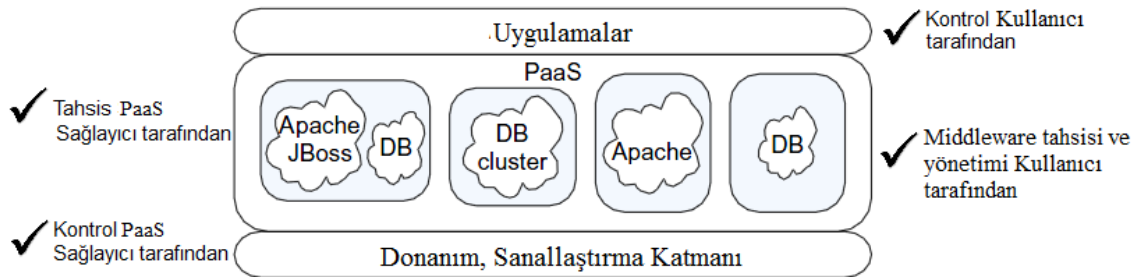 Uygulamalar
Kontrol Kullanıcı
tarafından
PaaS
Tahsis PaaS
Sağlayıcı tarafından
Apache
JBoss
DB
DB
cluster
Apache
DB
Middleware tahsisi ve
yönetimi Kullanıcı
tarafından
Kontrol PaaS
Sağlayıcı tarafından
Donanım, Sanallaştırma Katmanı